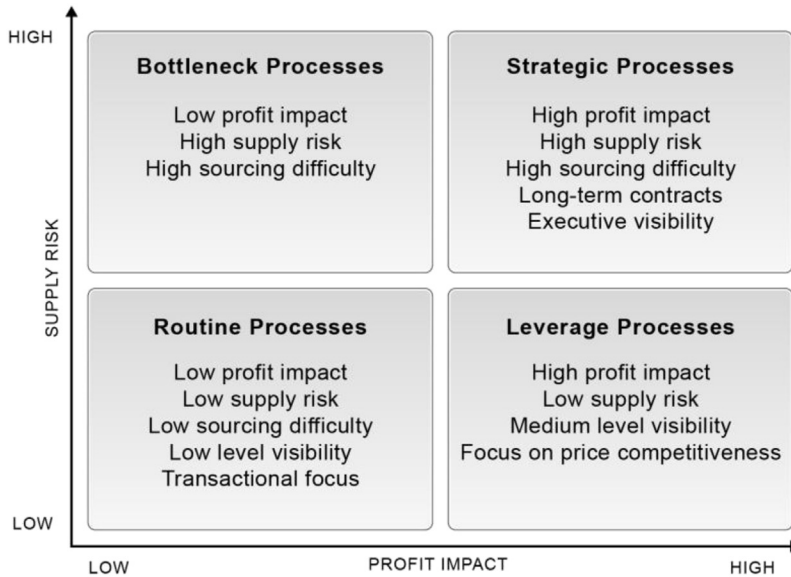 HIGH
Bottleneck Processes
Low profit impact
High supply risk
High sourcing difficulty
Strategic Processes
High profit impact
High supply risk
High sourcing difficulty
Long-term contracts
Executive visibility
SUPPLY RISK
Routine Processes
Low profit impact
Low supply risk
Low sourcing difficulty
Low level visibility
Transactional focus
Leverage Processes
High profit impact
Low supply risk
Medium level visibility
Focus on price competitiveness
LOW
LOW
PROFIT IMPACT
HIGH